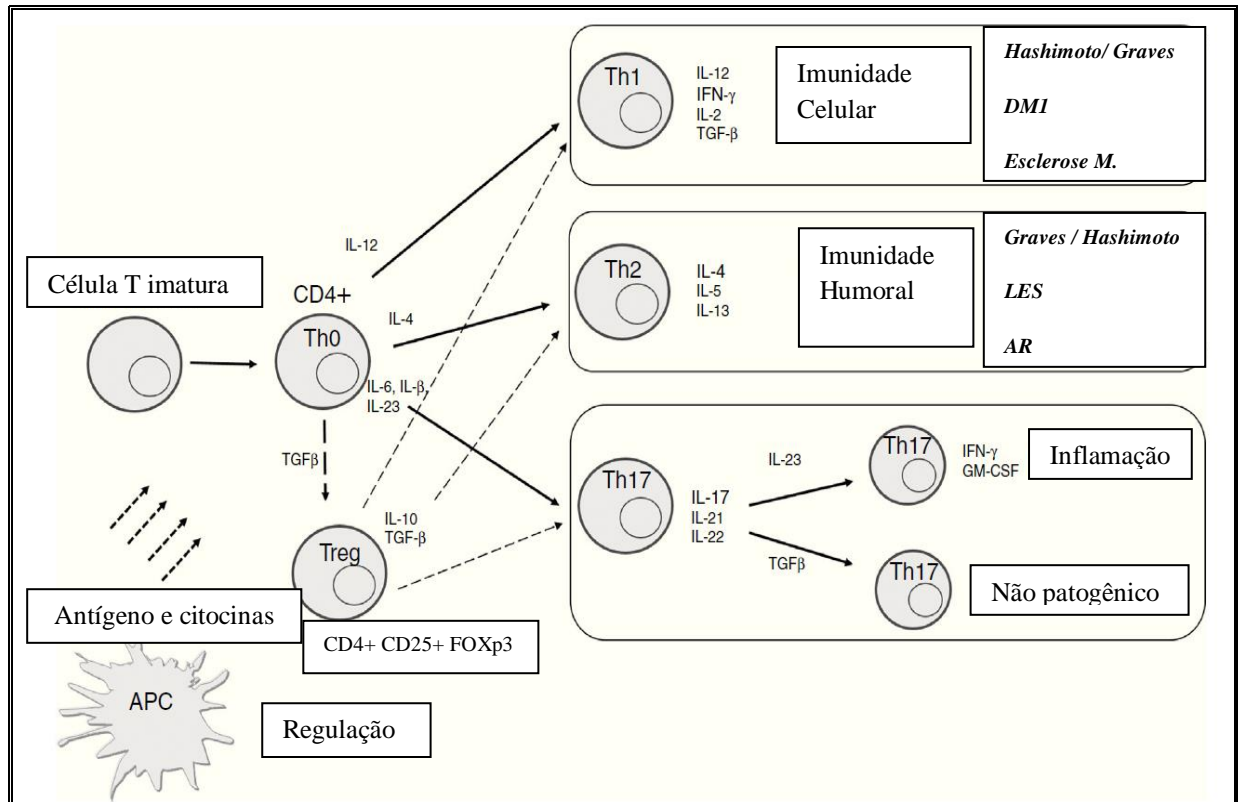 Th1
IL-12
IFN-γ
IL-2
TGF-β
Imunidade
Celular
Hashimoto/ Graves
DM1
Esclerose M.
IL-12
Célula T imatura
CD4+
Th0
IL-4
IL-6, IL-β,
IL-23
Th2
IL-4
IL-5
IL-13
Imunidade
Humoral
Graves / Hashimoto
LES
AR
TGFβ
Treg
IL-10
TGF-β
Antígeno e citocinas
CD4+ CD25+ FOXp3
APC
Regulação
Th17
IL-17
IL-21
IL-22
IL-23
TGFβ
Th17
IFN-γ
GM-CSF
Inflamação
Th17
Não patogênico